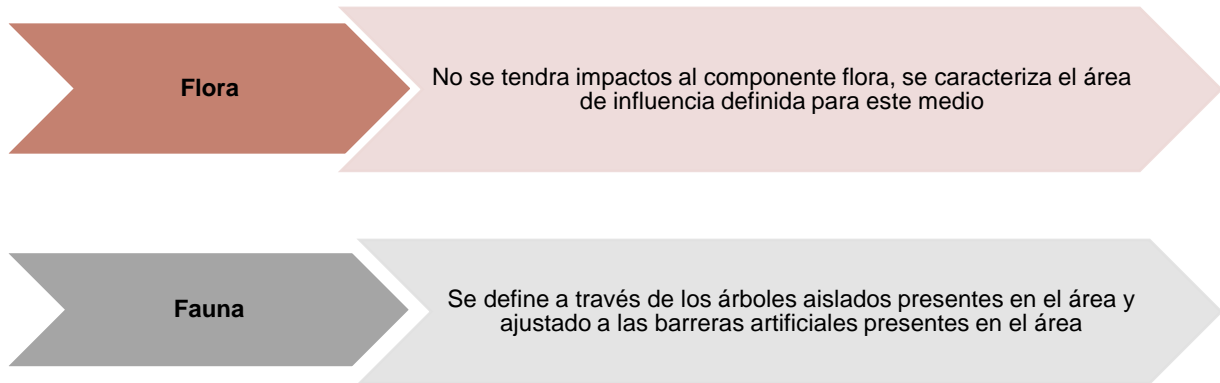 Flora
No se tendra impactos al componente flora, se caracteriza el área
de influencia definida para este medio
Fauna
Se define a través de los árboles aislados presentes en el área y
ajustado a las barreras artificiales presentes en el área